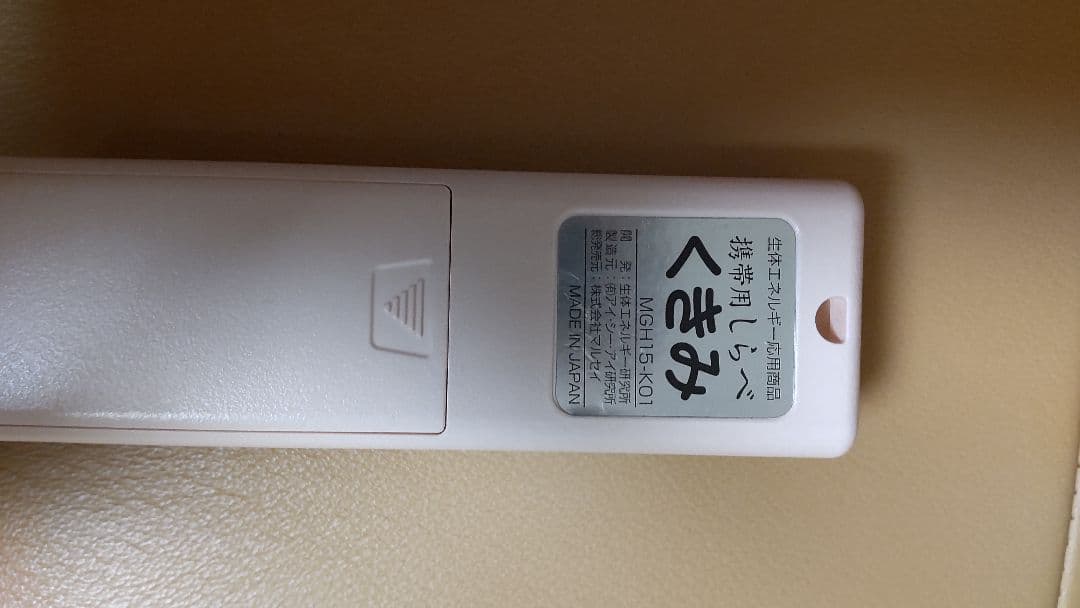 生体エネルギー応用商品
携帯用しらべ
くきみ
MGH15-K01
開　発：生体エネルギー研究所
製造元：㈲アイ・シー・アイ研究所
総発売元：株式会社マルセイ
MADE IN JAPAN